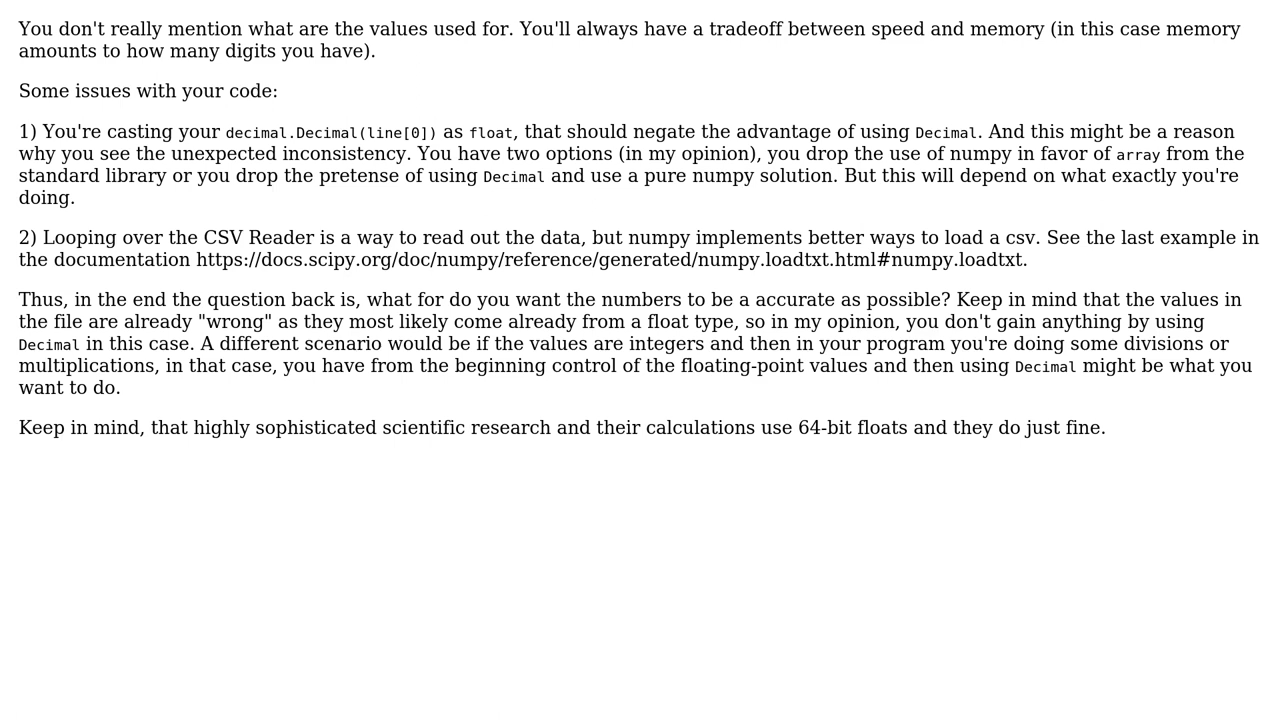 You don't really mention what are the values used for. You'll always have a tradeoff between speed and memory (in this case memory
amounts to how many digits you have).
Some issues with your code:
1) You're casting your decimal.Decimal(line[0]) as float, that should negate the advantage of using Decimal. And this might be a reason
why you see the unexpected inconsistency. You have two options (in my opinion), you drop the use of numpy in favor of array from the
standard library or you drop the pretense of using Decimal and use a pure numpy solution. But this will depend on what exactly you're
doing.
2) Looping over the CSV Reader is a way to read out the data, but numpy implements better ways to load a csv. See the last example in
the documentation https://docs.scipy.org/doc/numpy/reference/generated/numpy.loadtxt.html#numpy.loadtxt.
Thus, in the end the question back is, what for do you want the numbers to be a accurate as possible? Keep in mind that the values in
the file are already "wrong" as they most likely come already from a float type, so in my opinion, you don't gain anything by using
Decimal in this case. A different scenario would be if the values are integers and then in your program you're doing some divisions or
multiplications, in that case, you have from the beginning control of the floating-point values and then using Decimal might be what you
want to do.
Keep in mind, that highly sophisticated scientific research and their calculations use 64-bit floats and they do just fine.